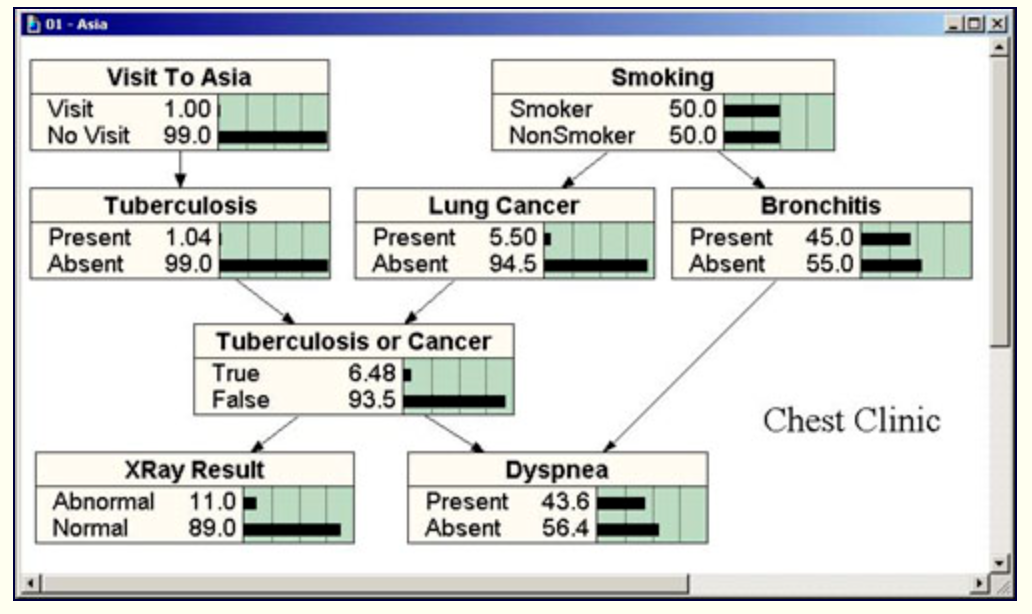 01 - Asia
Visit To Asia
Visit 1.00
No Visit 99.0
Smoking
Smoker 50.0
NonSmoker 50.0
Tuberculosis
Present 1.04
Absent 99.0
Lung Cancer
Present 5.50
Absent 94.5
Bronchitis
Present 45.0
Absent 55.0
Tuberculosis or Cancer
True 6.48
False 93.5
Chest Clinic
XRay Result
Abnormal 11.0
Normal 89.0
Dyspnea
Present 43.6
Absent 56.4